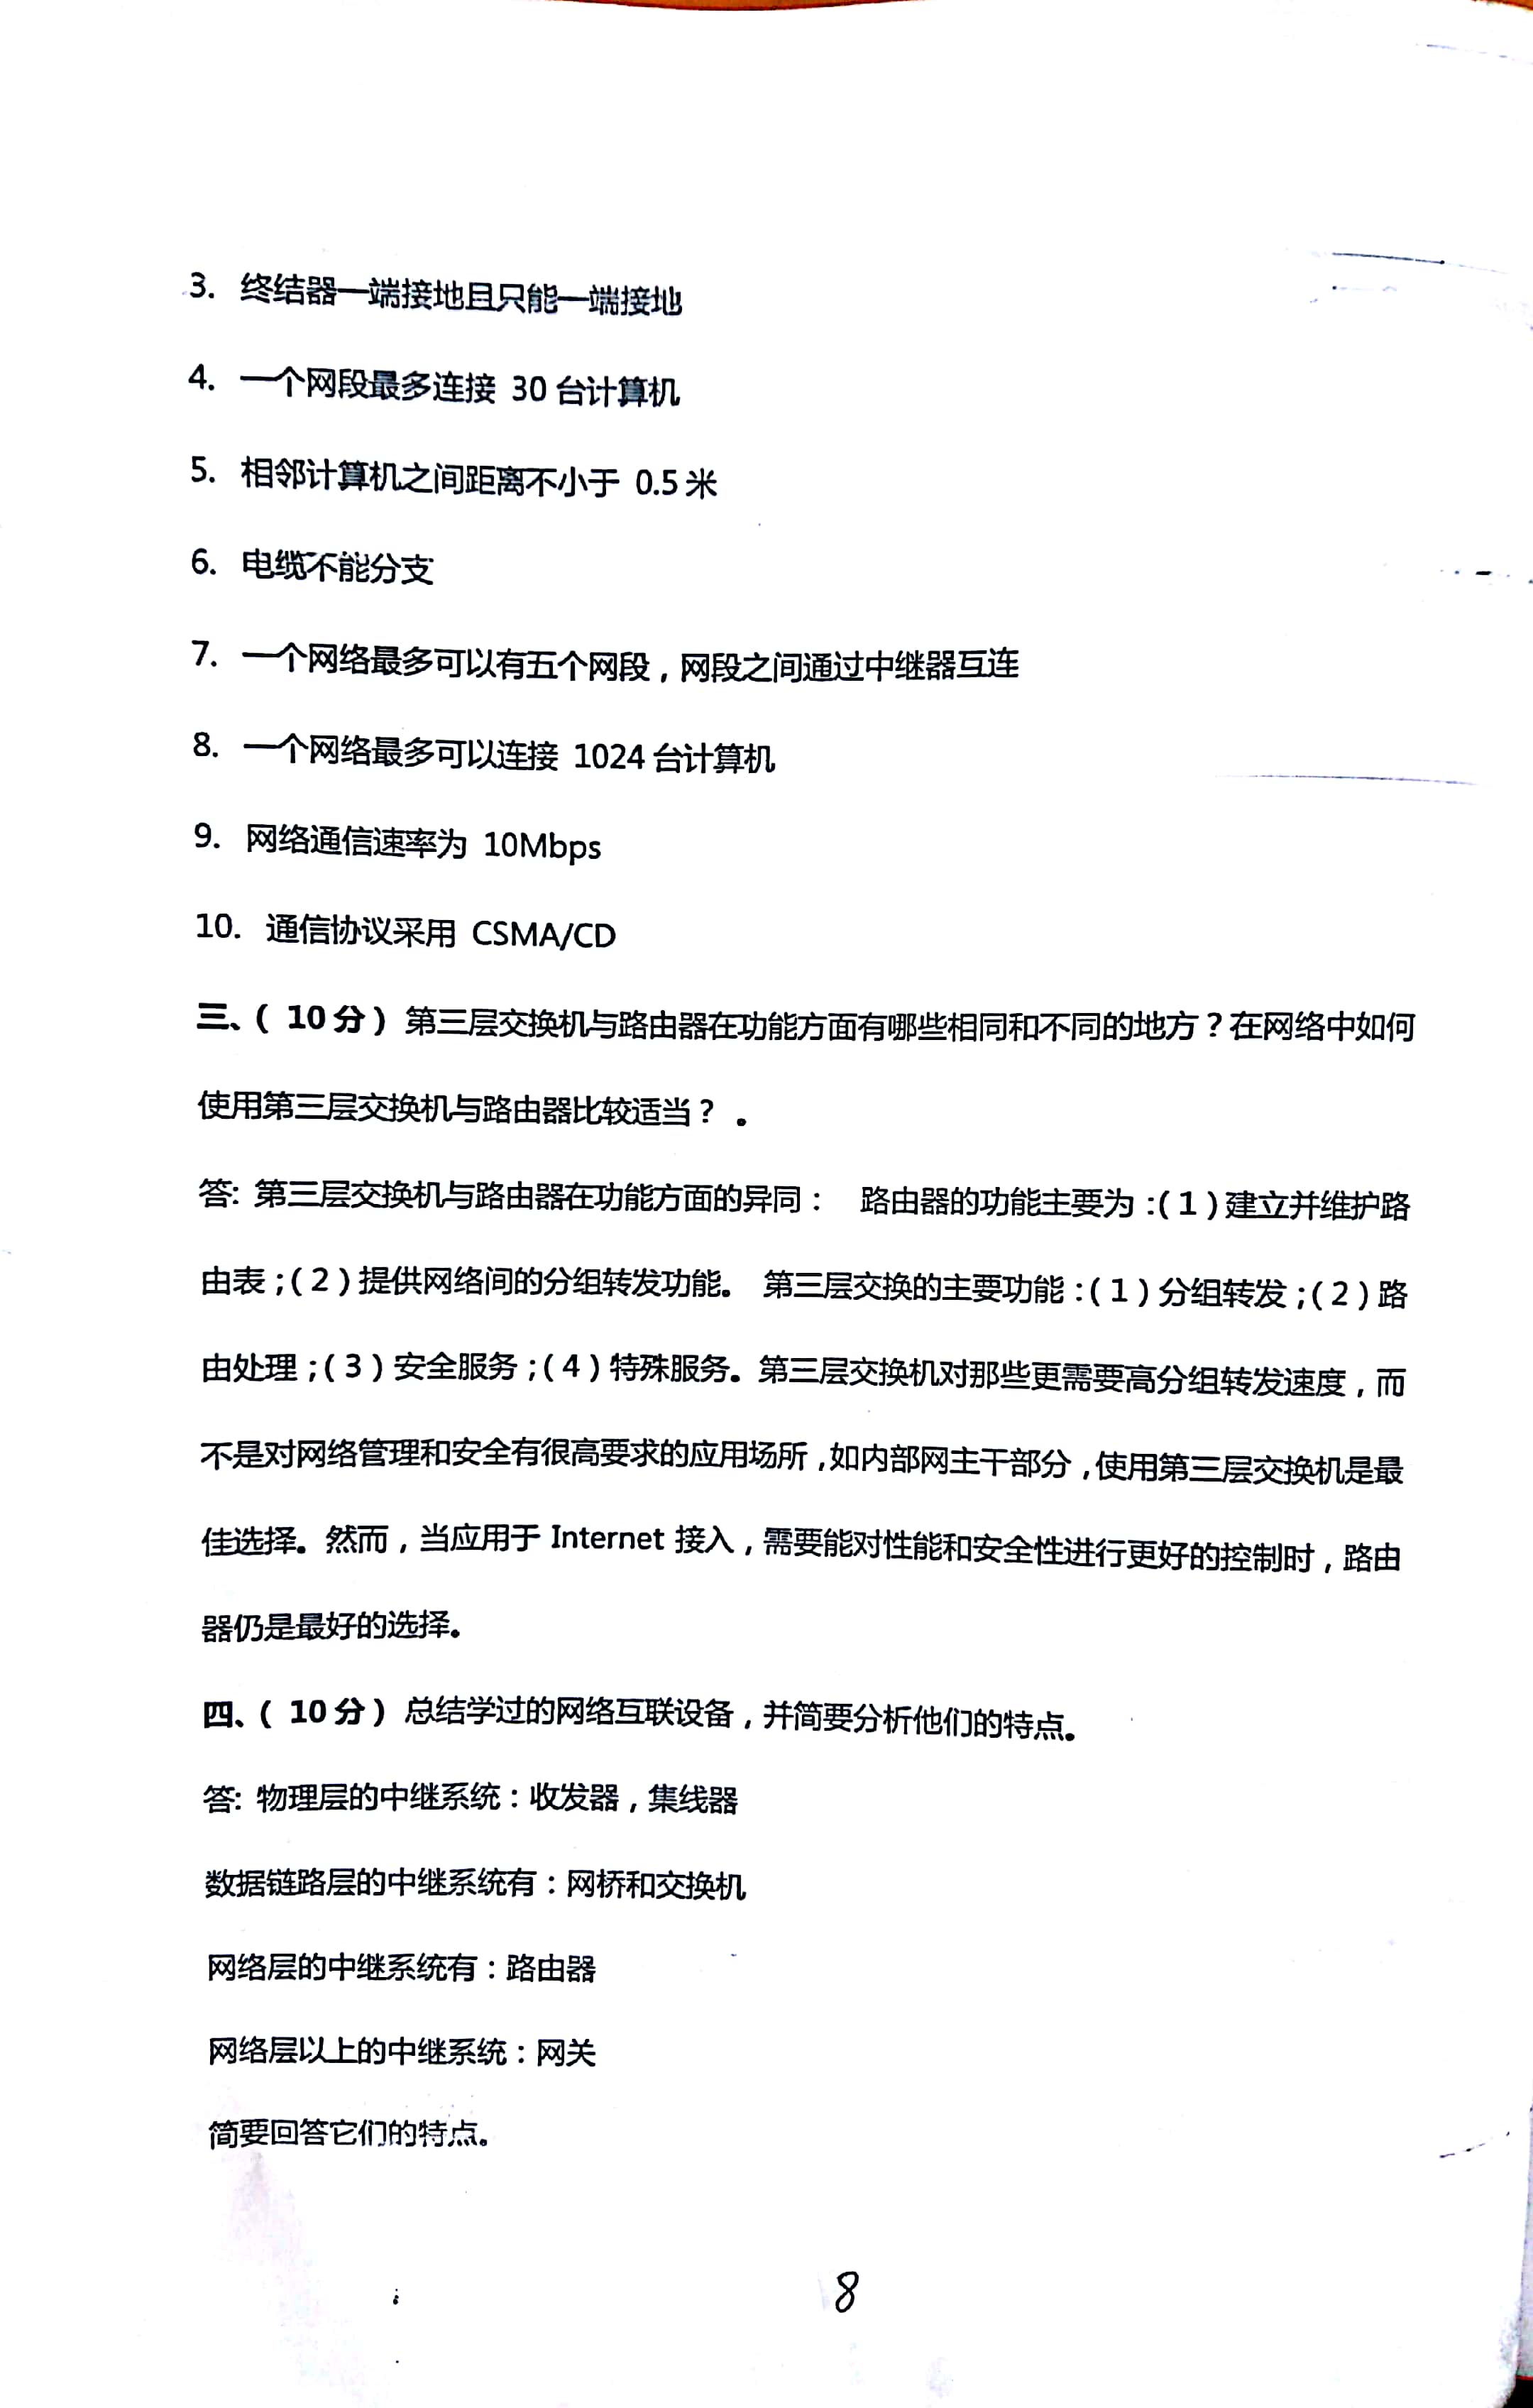 3. 终结器一端接地且只能一端接地
4. 一个网段最多连接 30 台计算机
5. 相邻计算机之间距离不小于 0.5 米
6. 电缆不能分支
7. 一个网络最多可以有五个网段，网段之间通过中继器互连
8. 一个网络最多可以连接 1024 台计算机
9. 网络通信速率为 10Mbps
10. 通信协议采用 CSMA/CD
三、（ 10 分 ）第三层交换机与路由器在功能方面有哪些相同和不同的地方？在网络中如何
使用第三层交换机与路由器比较适当？ 。
答: 第三层交换机与路由器在功能方面的异同： 路由器的功能主要为：（1）建立并维护路
由表；（2）提供网络间的分组转发功能。 第三层交换的主要功能：（1）分组转发；（2）路
由处理；（3）安全服务；（4）特殊服务。第三层交换机对那些更需要高分组转发速度，而
不是对网络管理和安全有很高要求的应用场所，如内部网主干部分，使用第三层交换机是最
佳选择。然而，当应用于 Internet 接入，需要能对性能和安全性进行更好的控制时，路由
器仍是最好的选择。
四、（ 10 分 ）总结学过的网络互联设备，并简要分析他们的特点。
答: 物理层的中继系统：收发器，集线器
数据链路层的中继系统有：网桥和交换机
网络层的中继系统有：路由器
网络层以上的中继系统：网关
简要回答它们的特点。
8